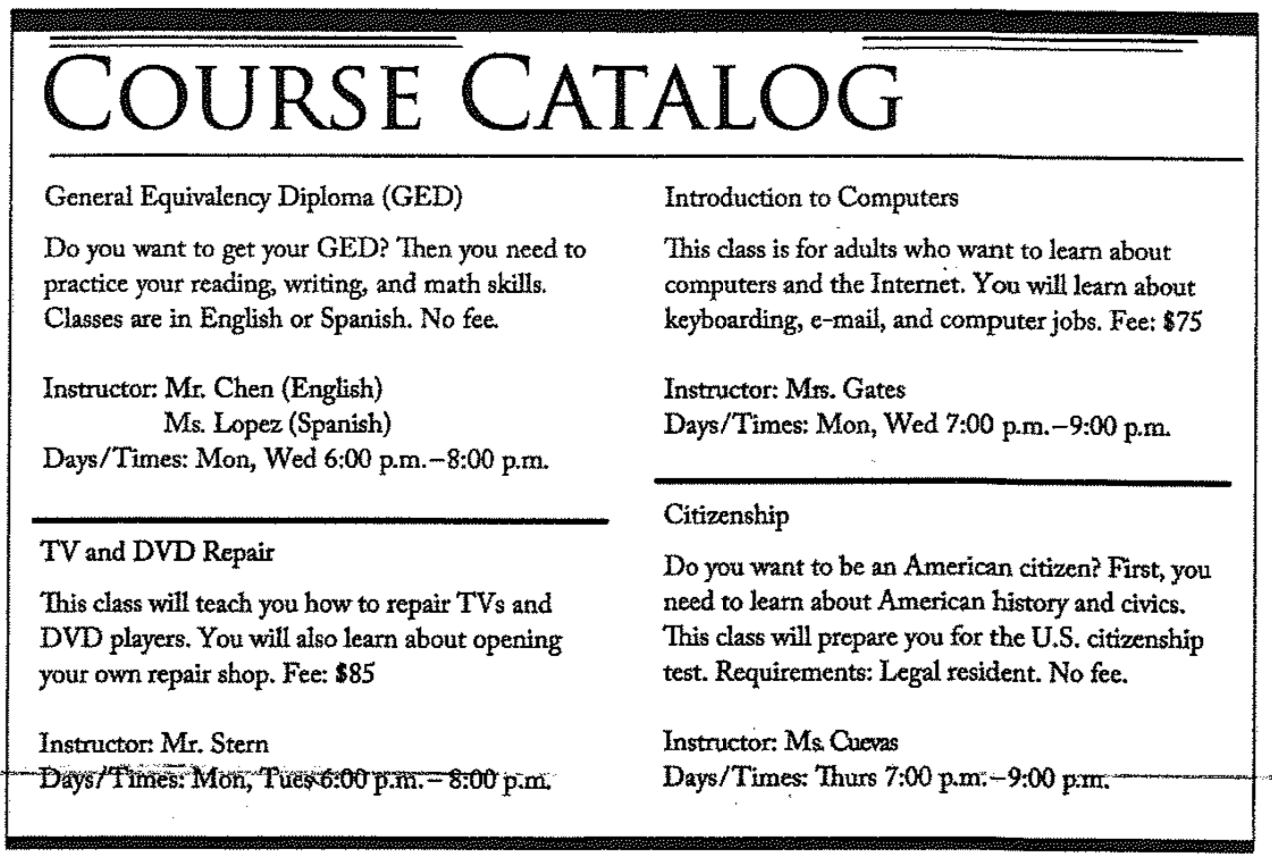 COURSE CATALOG
General Equivalency Diploma (GED)
Do you want to get your GED? Then you need to
practice your reading, writing, and math skills.
Classes are in English or Spanish. No fee.
Instructor: Mr. Chen (English)
Ms. Lopez (Spanish)
Days/Times: Mon, Wed 6:00 p.m.–8:00 p.m.
TV and DVD Repair
This class will teach you how to repair TVs and
DVD players. You will also learn about opening
your own repair shop. Fee: $85
Instructor: Mr. Stern
Days/Times: Mon, Tues 6:00 p.m. – 8:00 p.m.
Introduction to Computers
This class is for adults who want to learn about
computers and the Internet. You will learn about
keyboarding, e-mail, and computer jobs. Fee: $75
Instructor: Mrs. Gates
Days/Times: Mon, Wed 7:00 p.m.–9:00 p.m.
Citizenship
Do you want to be an American citizen? First, you
need to learn about American history and civics.
This class will prepare you for the U.S. citizenship
test. Requirements: Legal resident. No fee.
Instructor: Ms. Cuevas
Days/Times: Thurs 7:00 p.m.–9:00 p.m.